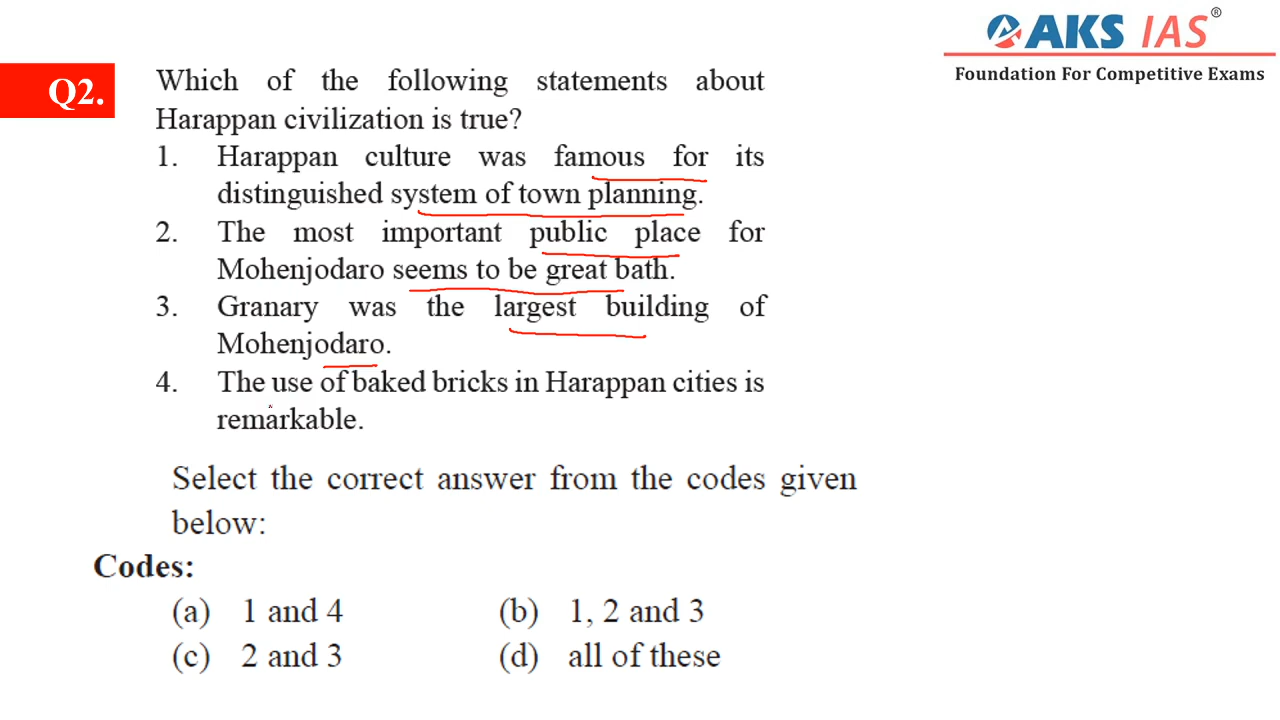 AKS IAS®
Foundation For Competitive Exams
Q2.
Which of the following statements about
Harappan civilization is true?
1. Harappan culture was famous for its
distinguished system of town planning.
2. The most important public place for
Mohenjodaro seems to be great bath.
3. Granary was the largest building of
Mohenjodaro.
4. The use of baked bricks in Harappan cities is
remarkable.
Select the correct answer from the codes given
below:
Codes:
(a) 1 and 4 (b) 1, 2 and 3
(c) 2 and 3 (d) all of these